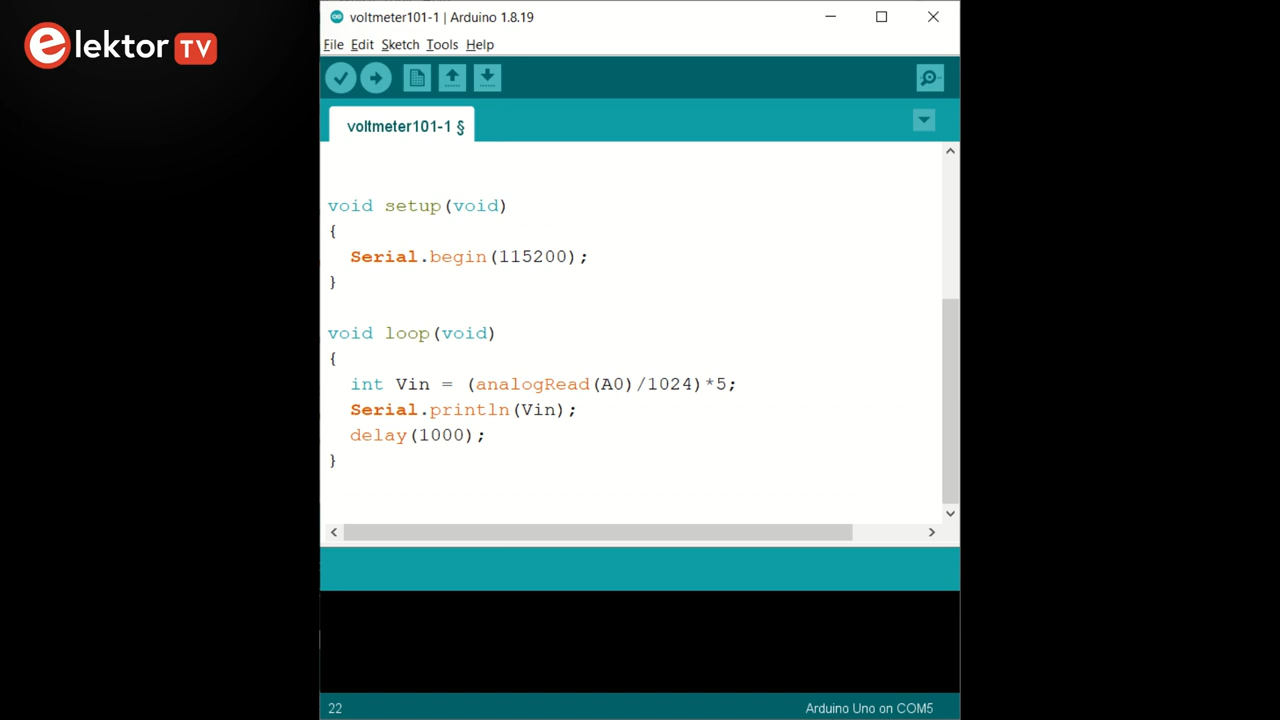 elektor TV
voltmeter101-1 | Arduino 1.8.19
File Edit Sketch Tools Help
voltmeter101-1 §
void setup(void)
{
  Serial.begin(115200);
}
void loop(void)
{
  int Vin = (analogRead(A0)/1024)*5;
  Serial.println(Vin);
  delay(1000);
}
22
Arduino Uno on COM5